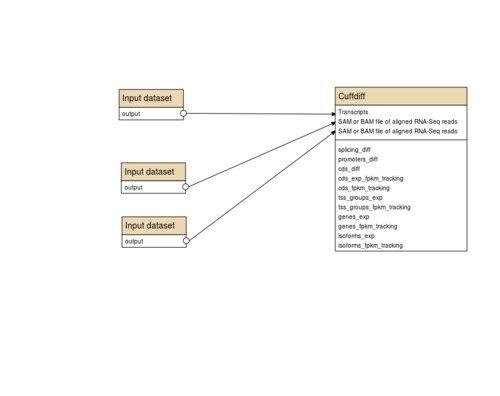 Input dataset
output
Input dataset
output
Input dataset
output
Cuffdiff
Transcripts
SAM or BAM file of aligned RNA-Seq reads
SAM or BAM file of aligned RNA-Seq reads
splicing_diff
promoters_diff
cds_diff
cds_exp_fpkm_tracking
cds_fpkm_tracking
tss_groups_exp
tss_groups_fpkm_tracking
genes_exp
genes_fpkm_tracking
isoforms_exp
isoforms_fpkm_tracking